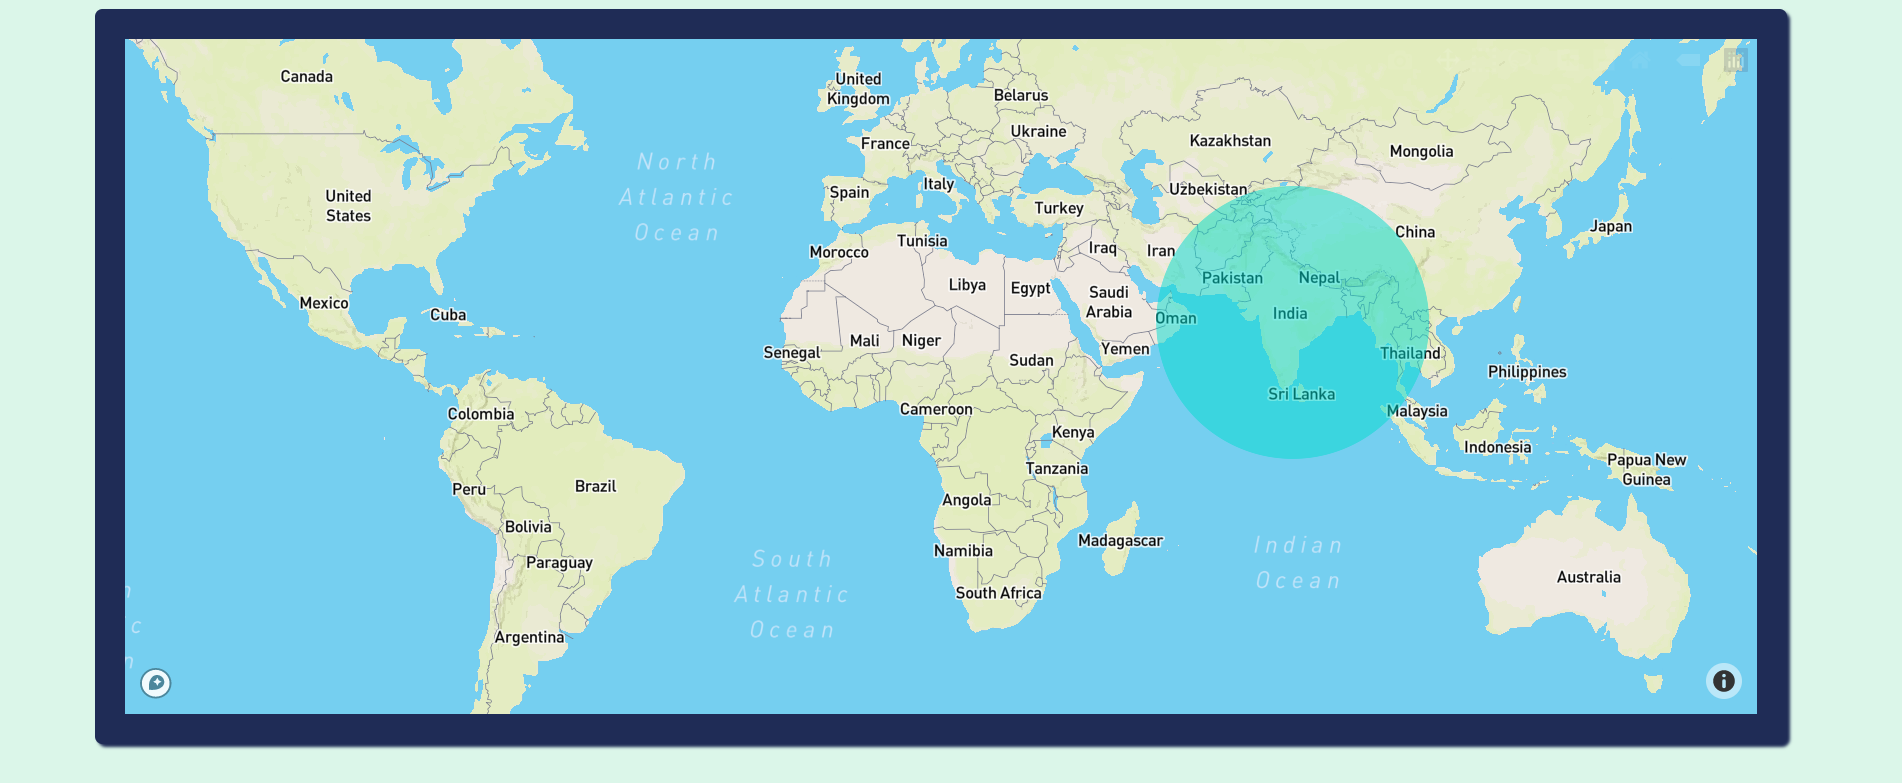 Canada
United
Kingdom
Belarus
Ukraine
Kazakhstan
Mongolia
France
North
Atlantic
Ocean
Italy
Spain
Uzbekistan
United
States
Turkey
Japan
China
Tunisia
Morocco
Iraq
Iran
Pakistan
Nepal
Libya
Egypt
Saudi
Arabia
Mexico
Cuba
Oman
India
Mali
Niger
Senegal
Sudan
Yemen
Thailand
Philippines
Sri Lanka
Colombia
Cameroon
Malaysia
Kenya
Indonesia
Papua New
Guinea
Tanzania
Peru
Brazil
Angola
Bolivia
Madagascar
Namibia
Indian
Ocean
Paraguay
South
Atlantic
Ocean
Australia
South Africa
Argentina
n
c
n